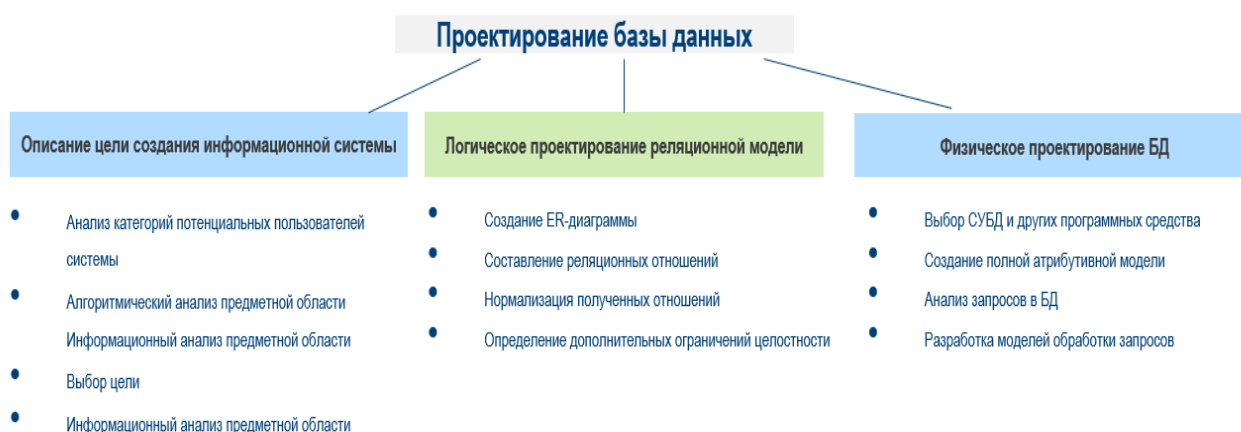 Проектирование базы данных
Описание цели создания информационной системы
Анализ категорий потенциальных пользователей
системы
Алгоритмический анализ предметной области
Информационный анализ предметной области
Выбор цели
Информационный анализ предметной области
Логическое проектирование реляционной модели
Создание ER-диаграммы
Составление реляционных отношений
Нормализация полученных отношений
Определение дополнительных ограничений целостности
Физическое проектирование БД
Выбор СУБД и других программных средства
Создание полной атрибутивной модели
Анализ запросов в БД
Разработка моделей обработки запросов